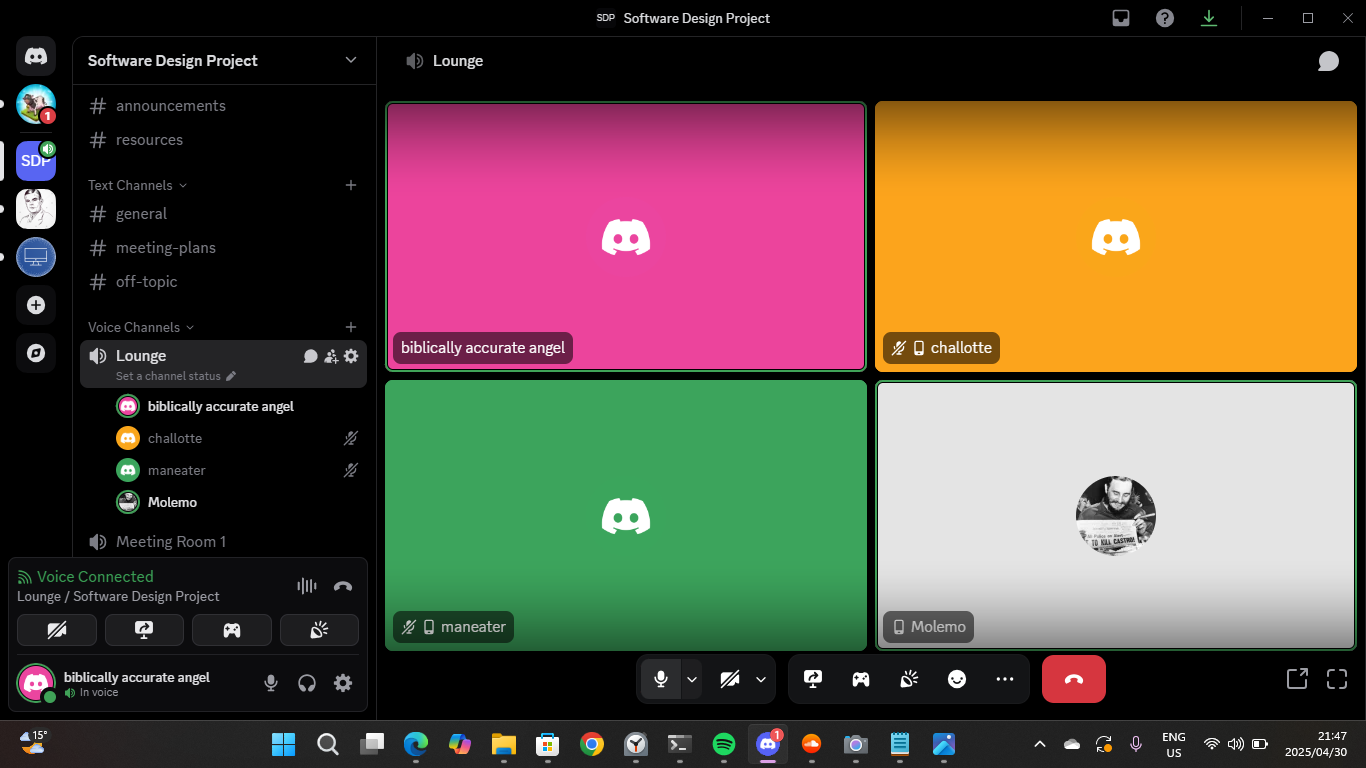 SDP Software Design Project
1
SDP
Software Design Project
announcements
resources
Text Channels
general
meeting-plans
off-topic
Voice Channels
Lounge
Set a channel status
biblically accurate angel
challotte
maneater
Molemo
Meeting Room 1
Voice Connected
Lounge / Software Design Project
biblically accurate angel
In voice
Lounge
biblically accurate angel
challotte
maneater
TO KILL CASTRO!
Molemo
15°
1
ENG
US
21:47
2025/04/30